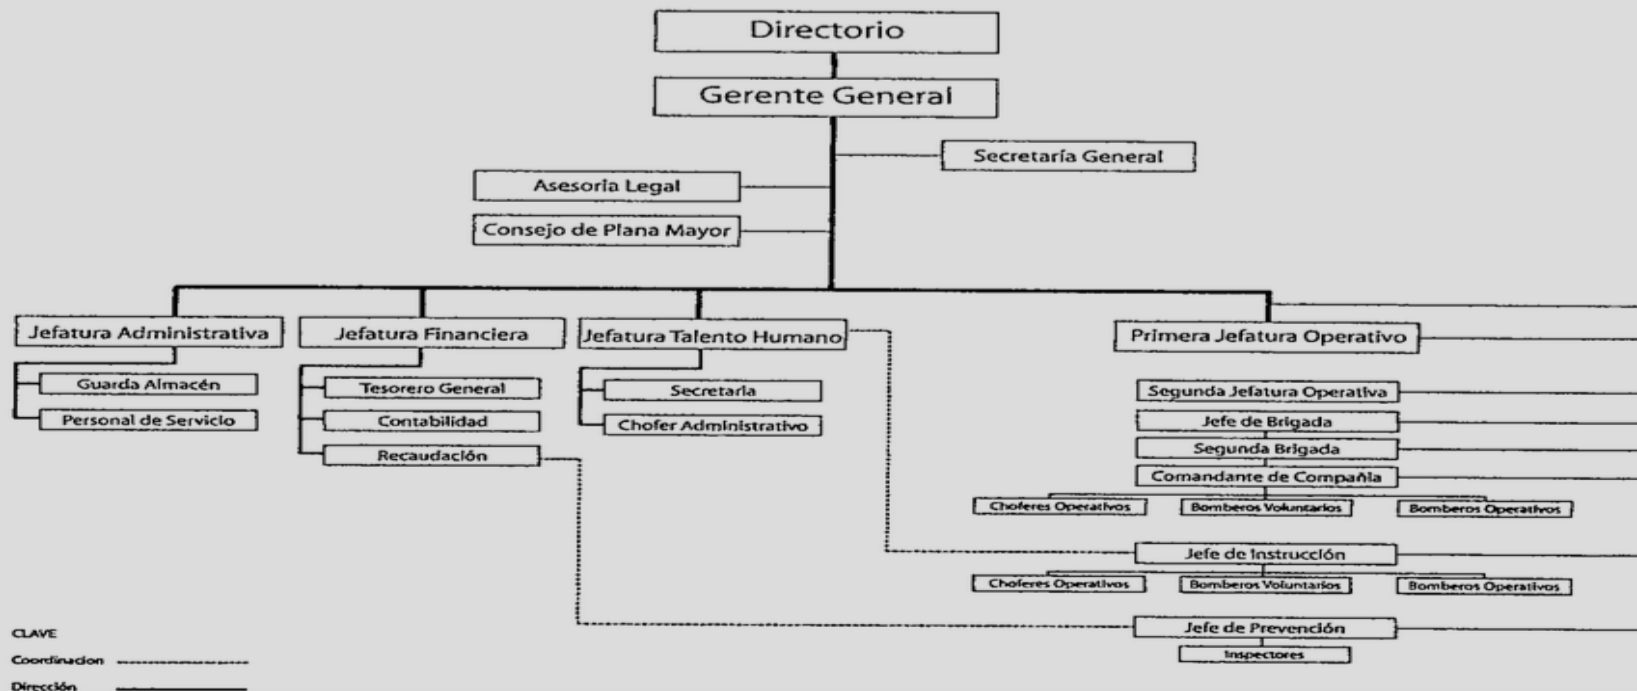 Directorio
Gerente General
Secretaría General
Asesoria Legal
Consejo de Plana Mayor
Jefatura Administrativa
Guarda Almacén
Personal de Servicio
Jefatura Financiera
Tesorero General
Contabilidad
Recaudación
Jefatura Talento Humano
Secretaria
Chofer Administrativo
Primera Jefatura Operativo
Segunda Jefatura Operativa
Jefe de Brigada
Segunda Brigada
Comandante de Compañia
Choferes Operativos
Bomberos Voluntarios
Bomberos Operativos
Jefe de Instrucción
Choferes Operativos
Bomberos Voluntarios
Bomberos Operativos
Jefe de Prevención
Inspectores
CLAVE
Coordinacion
Dirección